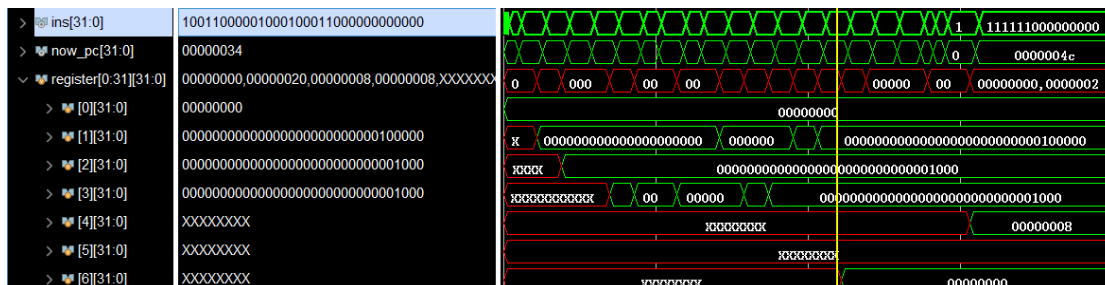 ins[31:0] 10011000001000100011000000000000 1 111111000000000
now_pc[31:0] 00000034 0 0000004c
register[0:31][31:0] 00000000,00000020,00000008,00000008,XXXXXXX 0 000 00 00 00000 00 00000000,0000002
[0][31:0] 00000000 00000000
[1][31:0] 00000000000000000000000000100000 X 0000000000000000000000 000000 00000000000000000000000000100000
[2][31:0] 00000000000000000000000000001000 XXXX 00000000000000000000000000001000
[3][31:0] 00000000000000000000000000001000 XXXXXXXXXXXX 00 00000 00000000000000000000000000001000
[4][31:0] XXXXXXXX XXXXXXXX 00000008
[5][31:0] XXXXXXXX XXXXXXXX
[6][31:0] XXXXXXXX XXXXXXXX 00000000